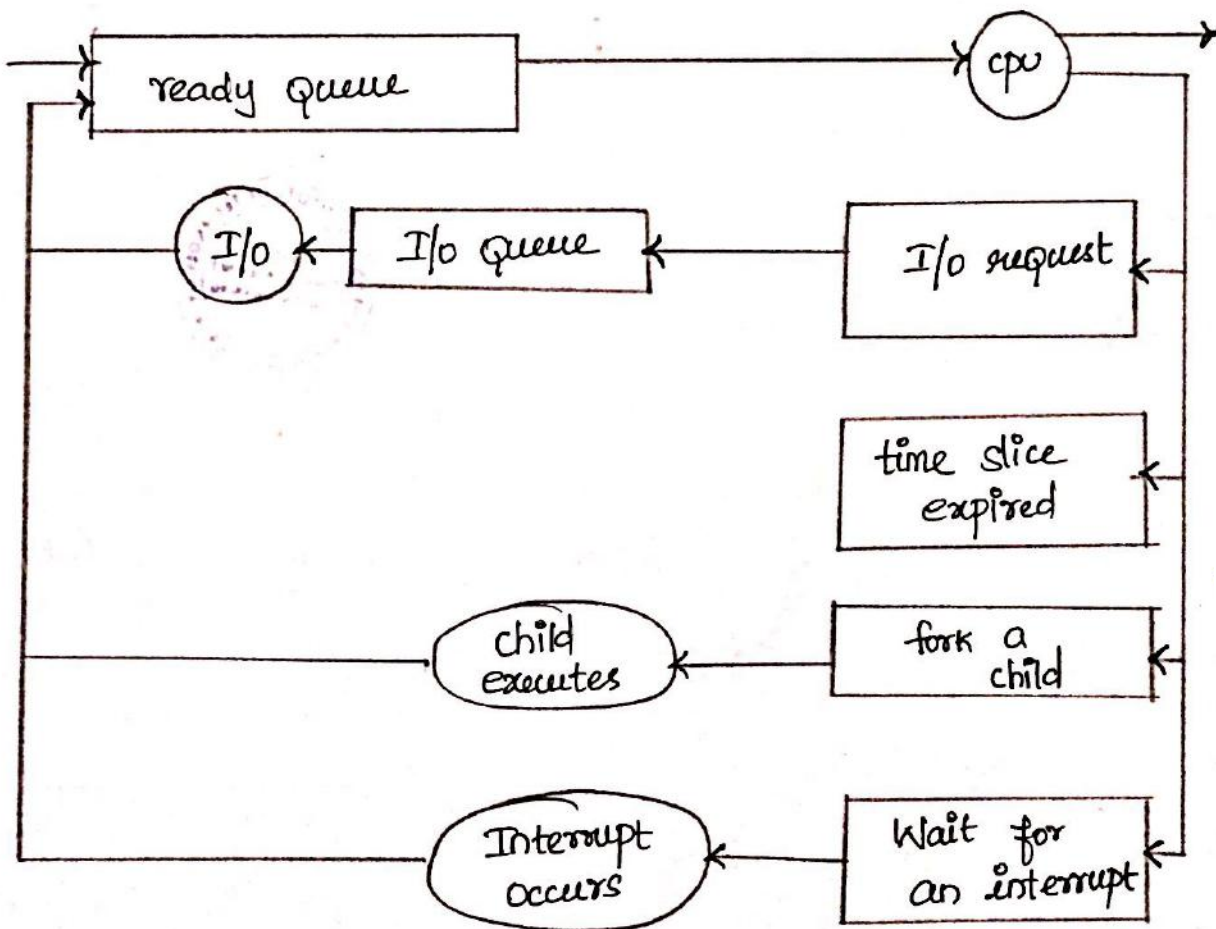 ready queue
cpu
I/O
I/O queue
I/O request
time slice
expired
child
executes
fork a
child
Interrupt
occurs
Wait for
an interrupt